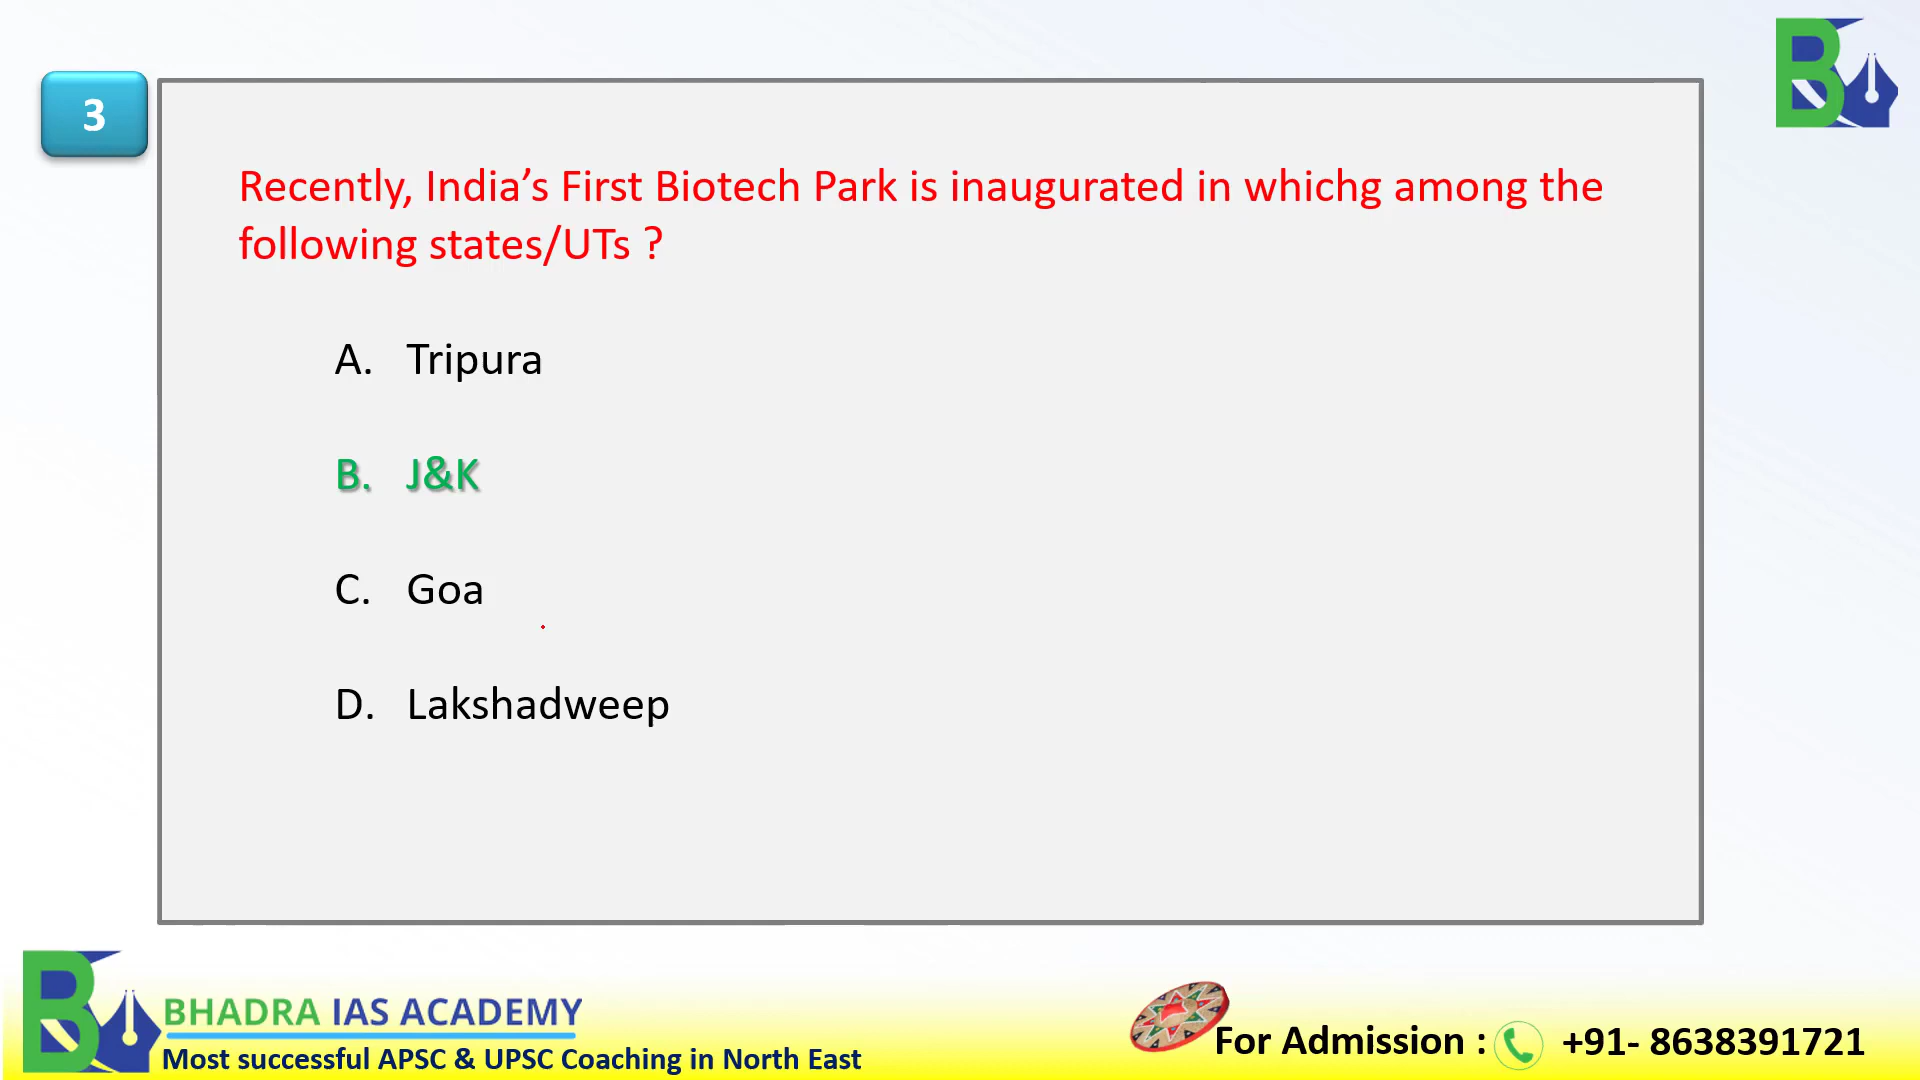 3
Recently, India’s First Biotech Park is inaugurated in whichg among the
following states/UTs ?
A. Tripura
B. J&K
C. Goa
D. Lakshadweep
BHADRA IAS ACADEMY
Most successful APSC & UPSC Coaching in North East
For Admission : +91- 8638391721